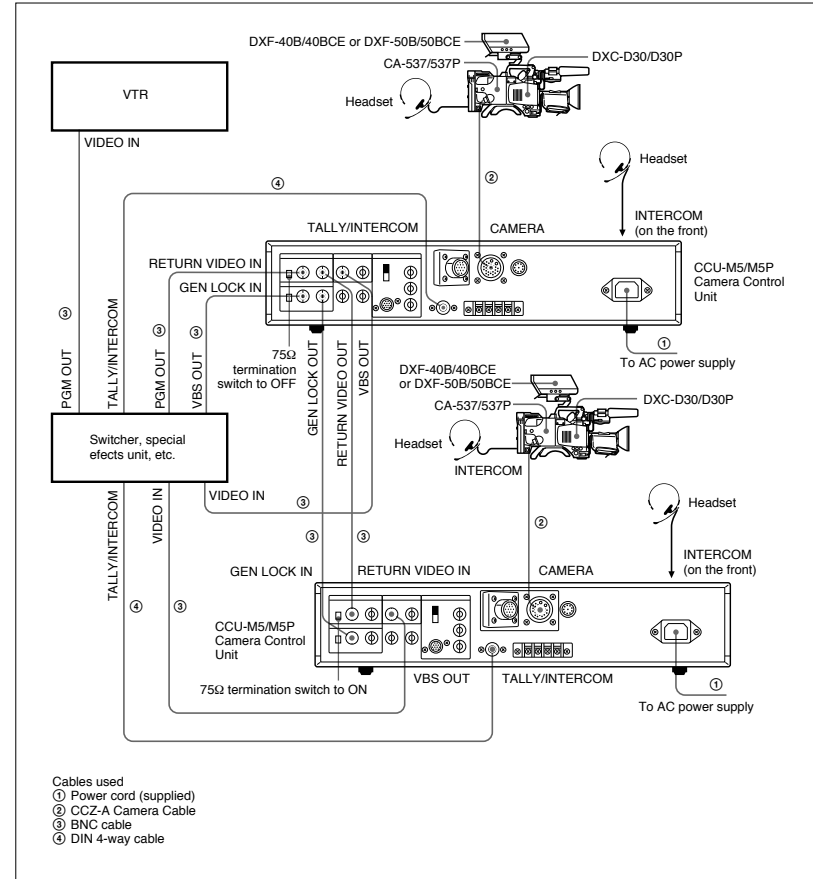 DXF-40B/40BCE or DXF-50B/50BCE
CA-537/537P
DXC-D30/D30P
VTR
Headset
VIDEO IN
Headset
④
②
INTERCOM
(on the front)
TALLY/INTERCOM
CAMERA
RETURN VIDEO IN
GEN LOCK IN
CCU-M5/M5P
Camera Control
Unit
③
PGM OUT
TALLY/INTERCOM
③
PGM OUT
③
VBS OUT
75Ω
termination
switch to OFF
GEN LOCK OUT
RETURN VIDEO OUT
VBS OUT
①
To AC power supply
DXF-40B/40BCE
or DXF-50B/50BCE
CA-537/537P
DXC-D30/D30P
Switcher, special
efects unit, etc.
Headset
INTERCOM
TALLY/INTERCOM
VIDEO IN
VIDEO IN
③
Headset
③
③
②
INTERCOM
(on the front)
GEN LOCK IN
RETURN VIDEO IN
CAMERA
④
③
CCU-M5/M5P
Camera Control
Unit
75Ω termination switch to ON
VBS OUT
TALLY/INTERCOM
①
To AC power supply
Cables used
① Power cord (supplied)
② CCZ-A Camera Cable
③ BNC cable
④ DIN 4-way cable